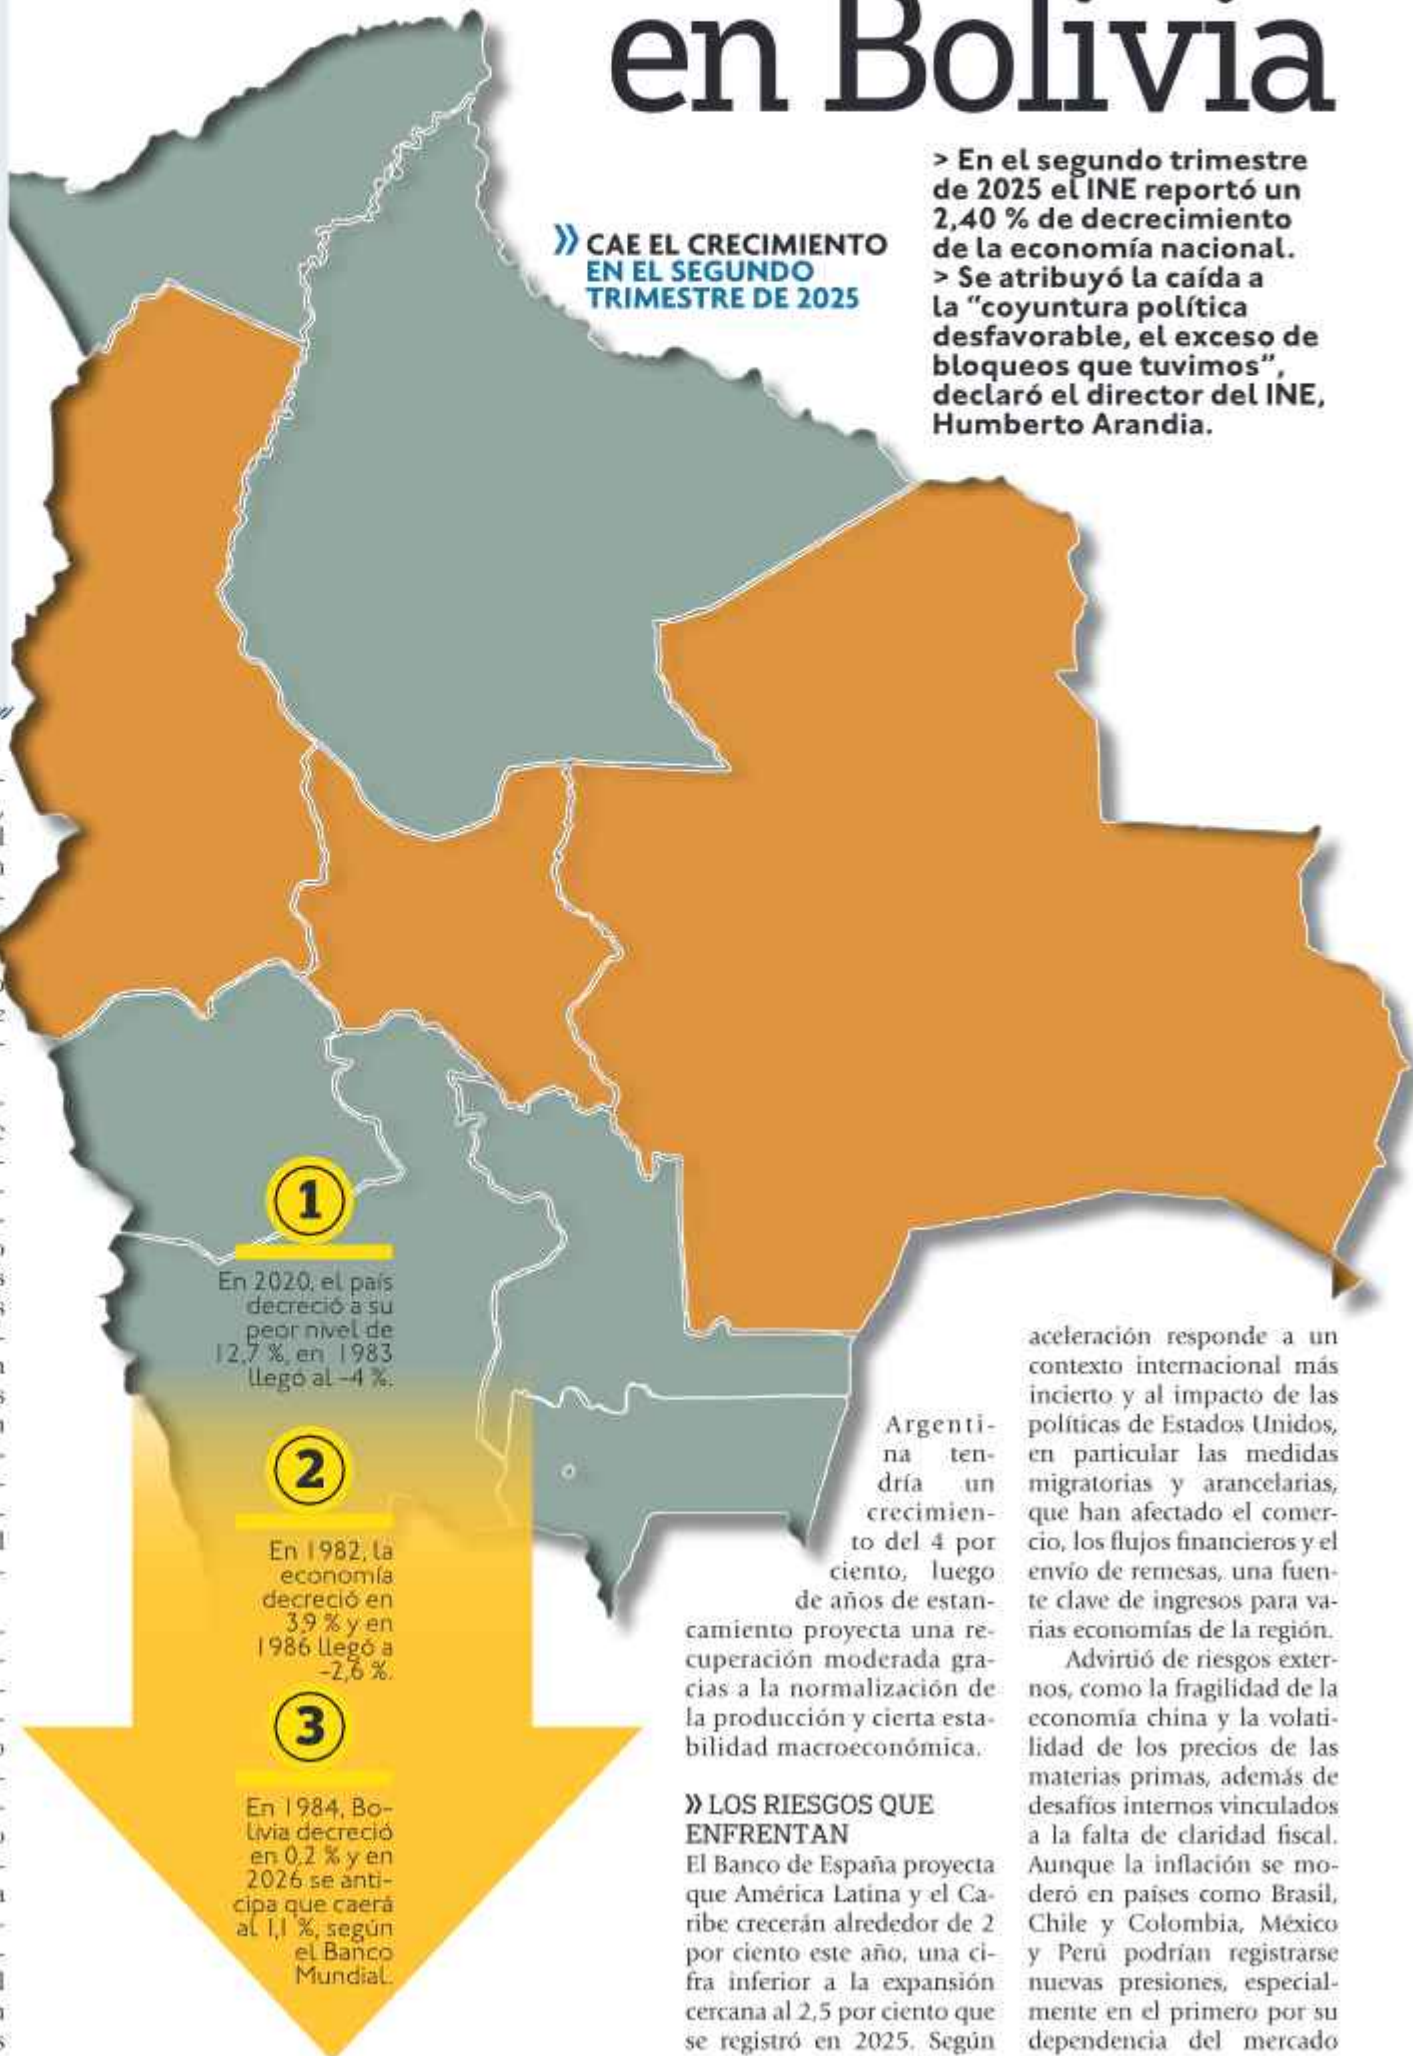 en Bolivia
» CAE EL CRECIMIENTO
EN EL SEGUNDO
TRIMESTRE DE 2025
> En el segundo trimestre
de 2025 el INE reportó un
2,40 % de decrecimiento
de la economía nacional.
> Se atribuyó la caída a
la “coyuntura política
desfavorable, el exceso de
bloqueos que tuvimos”,
declaró el director del INE,
Humberto Arandia.
1
En 2020, el país
decreció a su
peor nivel de
12,7 %, en 1983
llegó al -4 %.
2
En 1982, la
economía
decreció en
3,9 % y en
1986 llegó a
-2,6 %.
3
En 1984, Bo-
livia decreció
en 0,2 % y en
2026 se anti-
cipa que caerá
al 1,1 %, según
el Banco
Mundial.
Argenti-
na ten-
dría un
crecimien-
to del 4 por
ciento, luego
de años de estan-
camiento proyecta una re-
cuperación moderada gra-
cias a la normalización de
la producción y cierta esta-
bilidad macroeconómica.
» LOS RIESGOS QUE
ENFRENTAN
El Banco de España proyecta
que América Latina y el Ca-
ribe crecerán alrededor de 2
por ciento este año, una ci-
fra inferior a la expansión
cercana al 2,5 por ciento que
se registró en 2025. Según
aceleración responde a un
contexto internacional más
incierto y al impacto de las
políticas de Estados Unidos,
en particular las medidas
migratorias y arancelarias,
que han afectado el comer-
cio, los flujos financieros y el
envío de remesas, una fuen-
te clave de ingresos para va-
rias economías de la región.
Advirtió de riesgos exter-
nos, como la fragilidad de la
economía china y la volati-
lidad de los precios de las
materias primas, además de
desafíos internos vinculados
a la falta de claridad fiscal.
Aunque la inflación se mo-
deró en países como Brasil,
Chile y Colombia, México
y Perú podrían registrarse
nuevas presiones, especial-
mente en el primero por su
dependencia del mercado